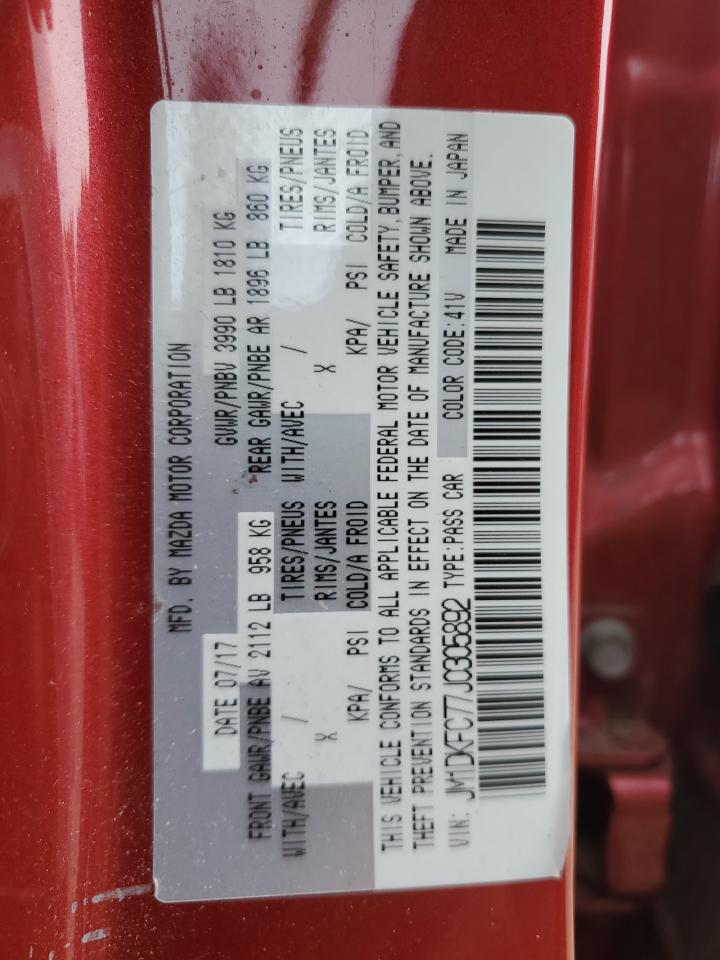 MFD. BY MAZDA MOTOR CORPORATION
DATE 07/17 GVWR/PNBV 3990 LB 1810 KG
FRONT GAWR/PNBE AV 2112 LB 958 KG REAR GAWR/PNBE AR 1896 LB 860 KG
WITH/AVEC / TIRES/PNEUS WITH/AVEC / TIRES/PNEUS
X RIMS/JANTES X RIMS/JANTES
KPA/ PSI COLD/A FROID KPA/ PSI COLD/A FROID
THIS VEHICLE CONFORMS TO ALL APPLICABLE FEDERAL MOTOR VEHICLE SAFETY, BUMPER, AND
THEFT PREVENTION STANDARDS IN EFFECT ON THE DATE OF MANUFACTURE SHOWN ABOVE.
VIN: JM1DKFC77J0305892 TYPE:PASS CAR COLOR CODE:41V MADE IN JAPAN